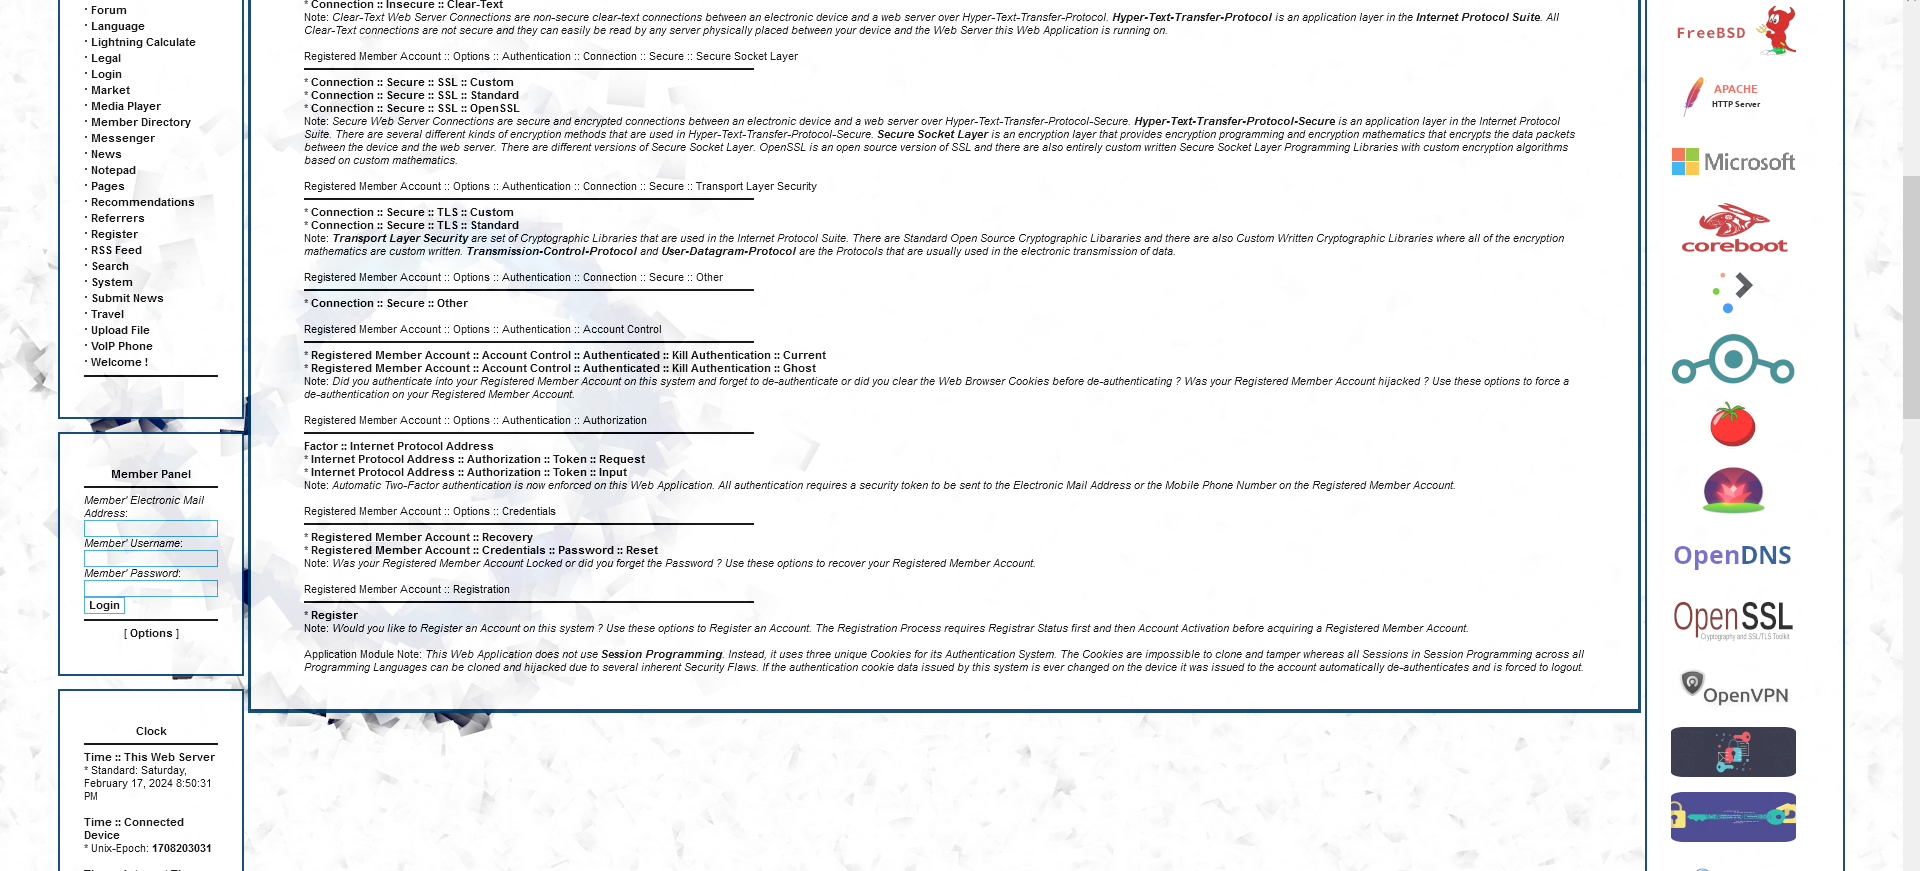 · Forum
· Language
· Lightning Calculate
· Legal
· Login
· Market
· Media Player
· Member Directory
· Messenger
· News
· Notepad
· Pages
· Recommendations
· Referrers
· Register
· RSS Feed
· Search
· System
· Submit News
· Travel
· Upload File
· VoIP Phone
· Welcome !
Member Panel
Member' Electronic Mail
Address:
Member' Username:
Member' Password:
Login
[ Options ]
Clock
Time :: This Web Server
* Standard: Saturday,
February 17, 2024 8:50:31
PM
Time :: Connected
Device
* Unix-Epoch: 1708203031
* Connection :: Insecure :: Clear-Text
Note: Clear-Text Web Server Connections are non-secure clear-text connections between an electronic device and a web server over Hyper-Text-Transfer-Protocol. Hyper-Text-Transfer-Protocol is an application layer in the Internet Protocol Suite. All
Clear-Text connections are not secure and they can easily be read by any server physically placed between your device and the Web Server this Web Application is running on.
Registered Member Account :: Options :: Authentication :: Connection :: Secure :: Secure Socket Layer
* Connection :: Secure :: SSL :: Custom
* Connection :: Secure :: SSL :: Standard
* Connection :: Secure :: SSL :: OpenSSL
Note: Secure Web Server Connections are secure and encrypted connections between an electronic device and a web server over Hyper-Text-Transfer-Protocol-Secure. Hyper-Text-Transfer-Protocol-Secure is an application layer in the Internet Protocol
Suite. There are several different kinds of encryption methods that are used in Hyper-Text-Transfer-Protocol-Secure. Secure Socket Layer is an encryption layer that provides encryption programming and encryption mathematics that encrypts the data packets
between the device and the web server. There are different versions of Secure Socket Layer. OpenSSL is an open source version of SSL and there are also entirely custom written Secure Socket Layer Programming Libraries with custom encryption algorithms
based on custom mathematics.
Registered Member Account :: Options :: Authentication :: Connection :: Secure :: Transport Layer Security
* Connection :: Secure :: TLS :: Custom
* Connection :: Secure :: TLS :: Standard
Note: Transport Layer Security are set of Cryptographic Libraries that are used in the Internet Protocol Suite. There are Standard Open Source Cryptographic Libararies and there are also Custom Written Cryptographic Libraries where all of the encryption
mathematics are custom written. Transmission-Control-Protocol and User-Datagram-Protocol are the Protocols that are usually used in the electronic transmission of data.
Registered Member Account :: Options :: Authentication :: Connection :: Secure :: Other
* Connection :: Secure :: Other
Registered Member Account :: Options :: Authentication :: Account Control
* Registered Member Account :: Account Control :: Authenticated :: Kill Authentication :: Current
* Registered Member Account :: Account Control :: Authenticated :: Kill Authentication :: Ghost
Note: Did you authenticate into your Registered Member Account on this system and forget to de-authenticate or did you clear the Web Browser Cookies before de-authenticating ? Was your Registered Member Account hijacked ? Use these options to force a
de-authentication on your Registered Member Account.
Registered Member Account :: Options :: Authentication :: Authorization
Factor :: Internet Protocol Address
* Internet Protocol Address :: Authorization :: Token :: Request
* Internet Protocol Address :: Authorization :: Token :: Input
Note: Automatic Two-Factor authentication is now enforced on this Web Application. All authentication requires a security token to be sent to the Electronic Mail Address or the Mobile Phone Number on the Registered Member Account.
Registered Member Account :: Options :: Credentials
* Registered Member Account :: Recovery
* Registered Member Account :: Credentials :: Password :: Reset
Note: Was your Registered Member Account Locked or did you forget the Password ? Use these options to recover your Registered Member Account.
Registered Member Account :: Registration
* Register
Note: Would you like to Register an Account on this system ? Use these options to Register an Account. The Registration Process requires Registrar Status first and then Account Activation before acquiring a Registered Member Account.
Application Module Note: This Web Application does not use Session Programming. Instead, it uses three unique Cookies for its Authentication System. The Cookies are impossible to clone and tamper whereas all Sessions in Session Programming across all
Programming Languages can be cloned and hijacked due to several inherent Security Flaws. If the authentication cookie data issued by this system is ever changed on the device it was issued to the account automatically de-authenticates and is forced to logout.
FreeBSD
APACHE
HTTP Server
Microsoft
coreboot
OpenDNS
OpenSSL
Cryptography and SSL/TLS Toolkit
OpenVPN